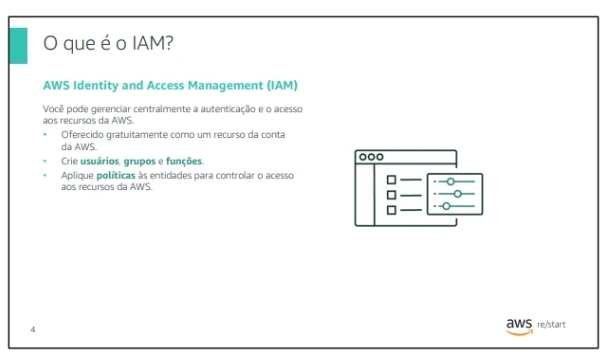 O que é o IAM?
AWS Identity and Access Management (IAM)
Você pode gerenciar centralmente a autenticação e o acesso
aos recursos da AWS.
• Oferecido gratuitamente como um recurso da conta
da AWS.
• Crie usuários, grupos e funções.
• Aplique políticas às entidades para controlar o acesso
aos recursos da AWS.
4
aws re/start